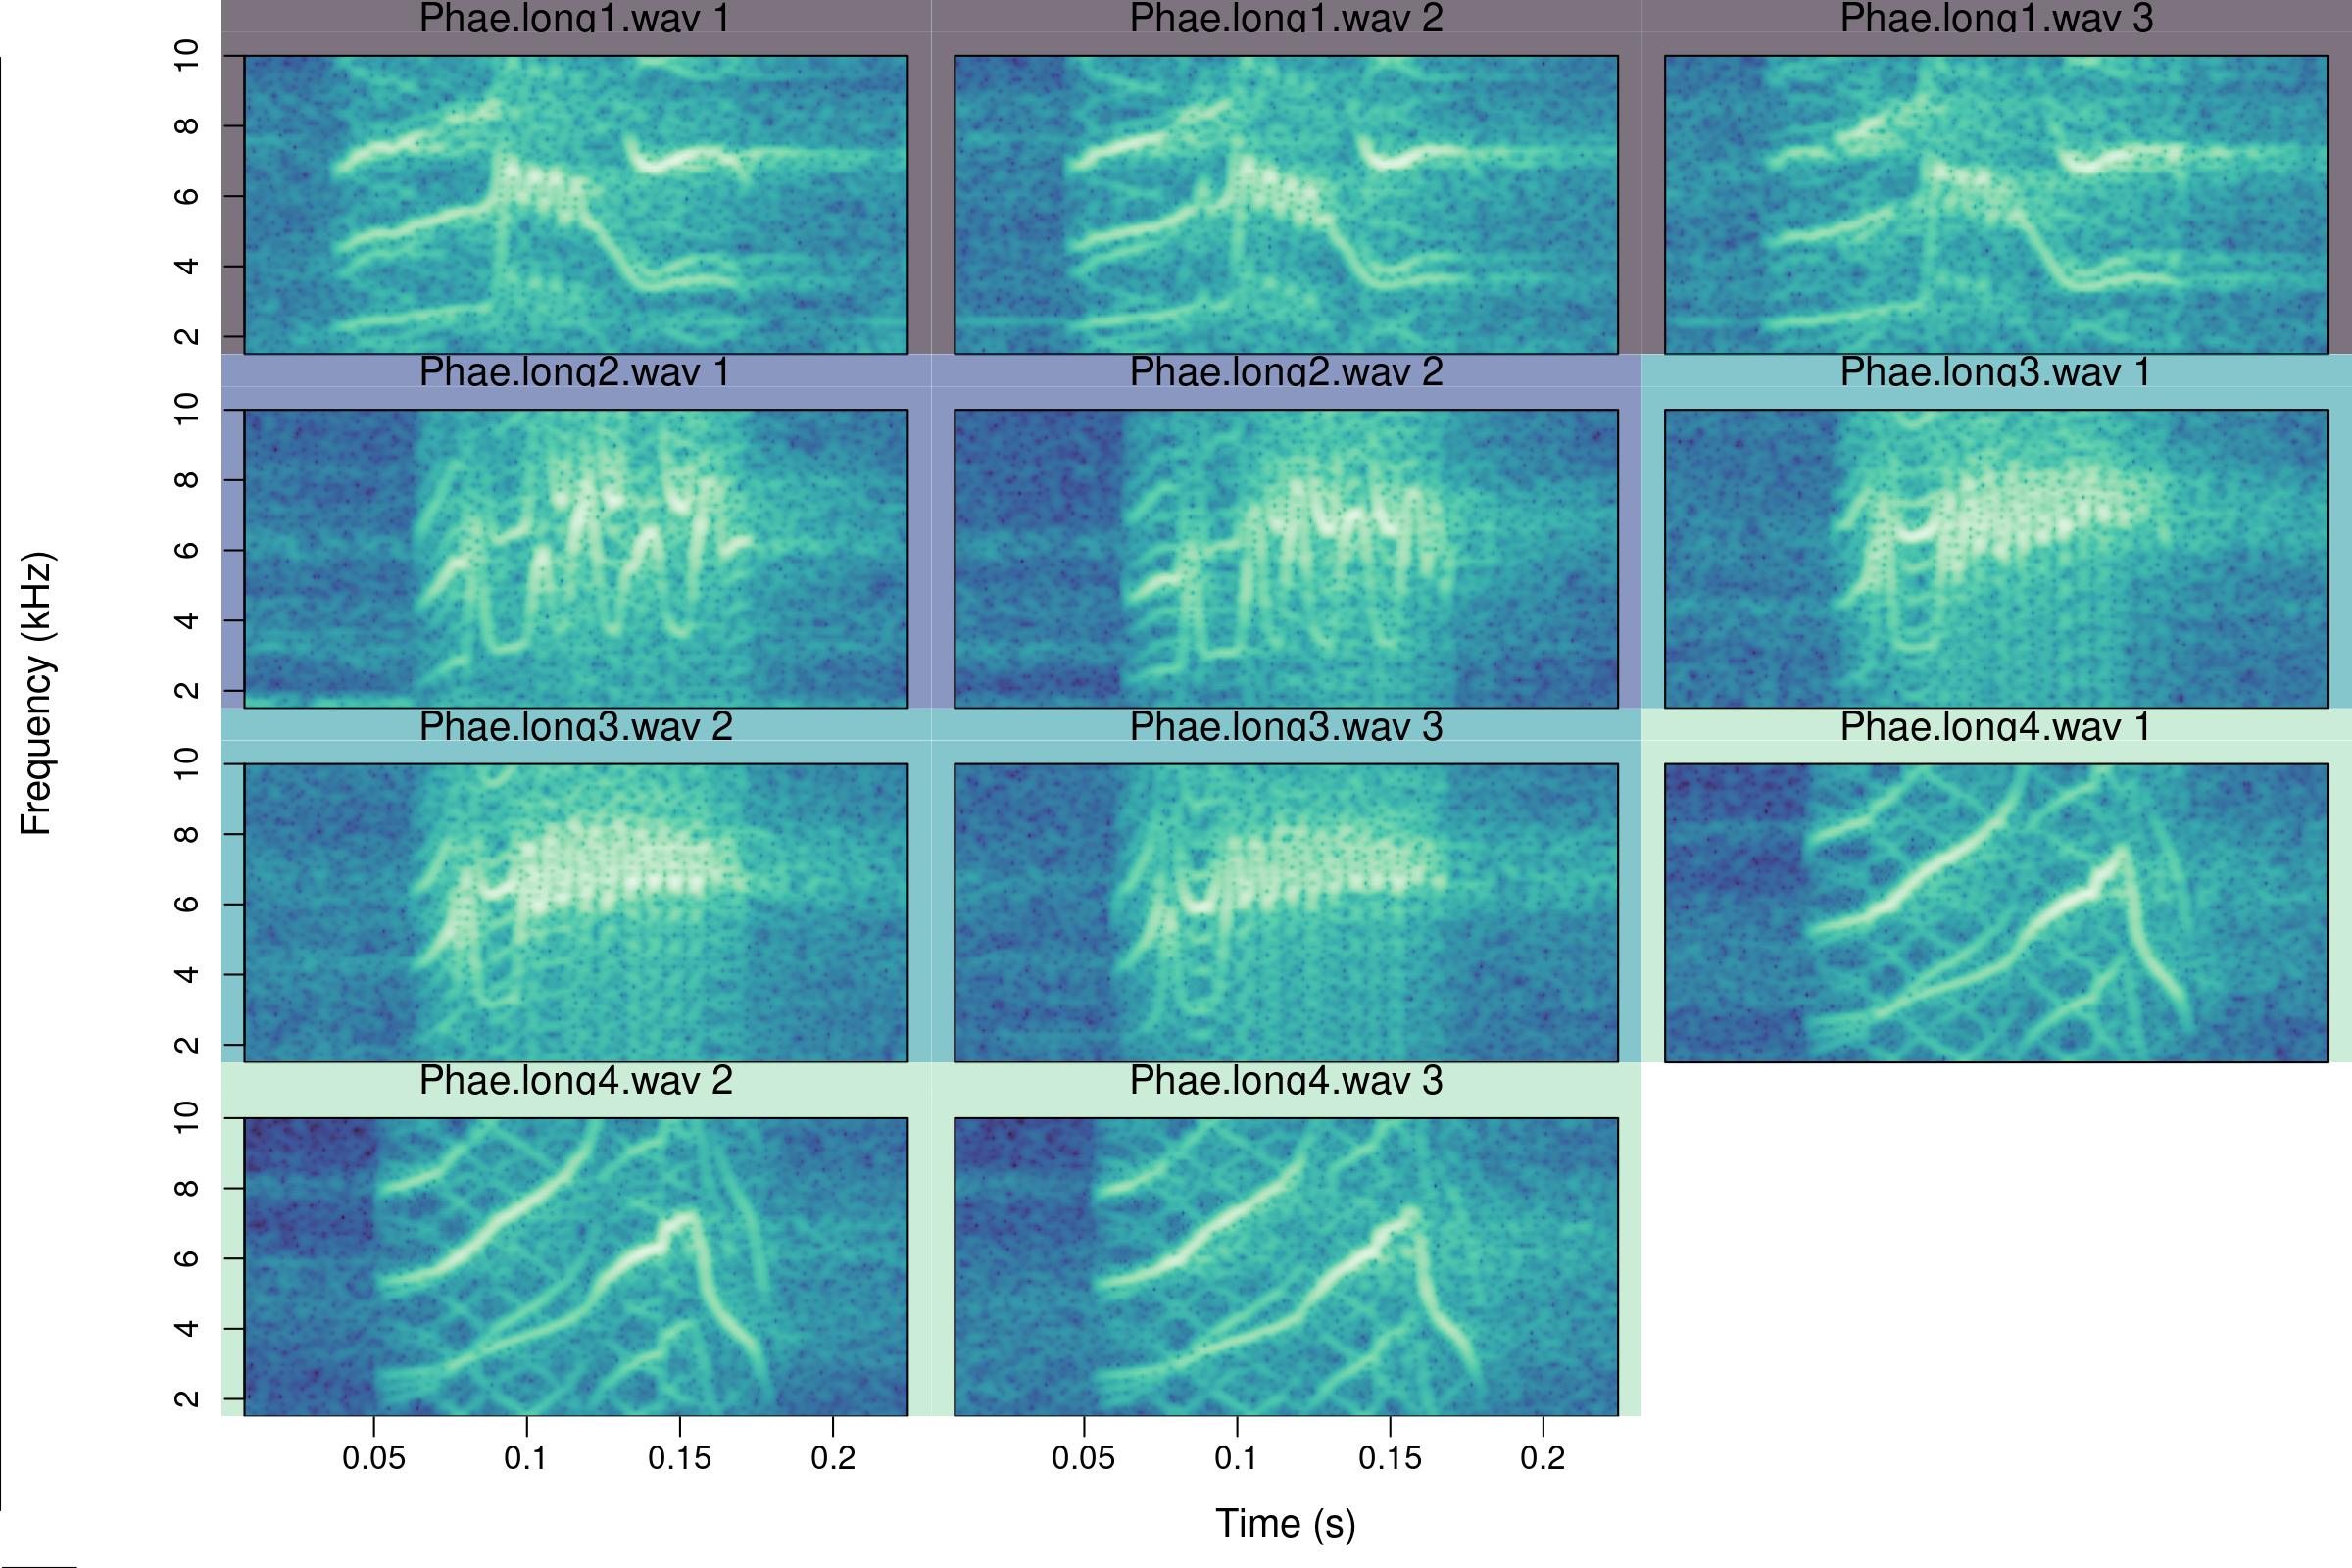 Phae.long1.wav 1
Phae.long1.wav 2
Phae.long1.wav 3
10
8
6
4
2
Phae.long2.wav 1
Phae.long2.wav 2
Phae.long3.wav 1
10
8
6
4
2
Frequency (kHz)
Phae.long3.wav 2
Phae.long3.wav 3
Phae.long4.wav 1
10
8
6
4
2
Phae.long4.wav 2
Phae.long4.wav 3
10
8
6
4
2
0.05 0.1 0.15 0.2
0.05 0.1 0.15 0.2
Time (s)